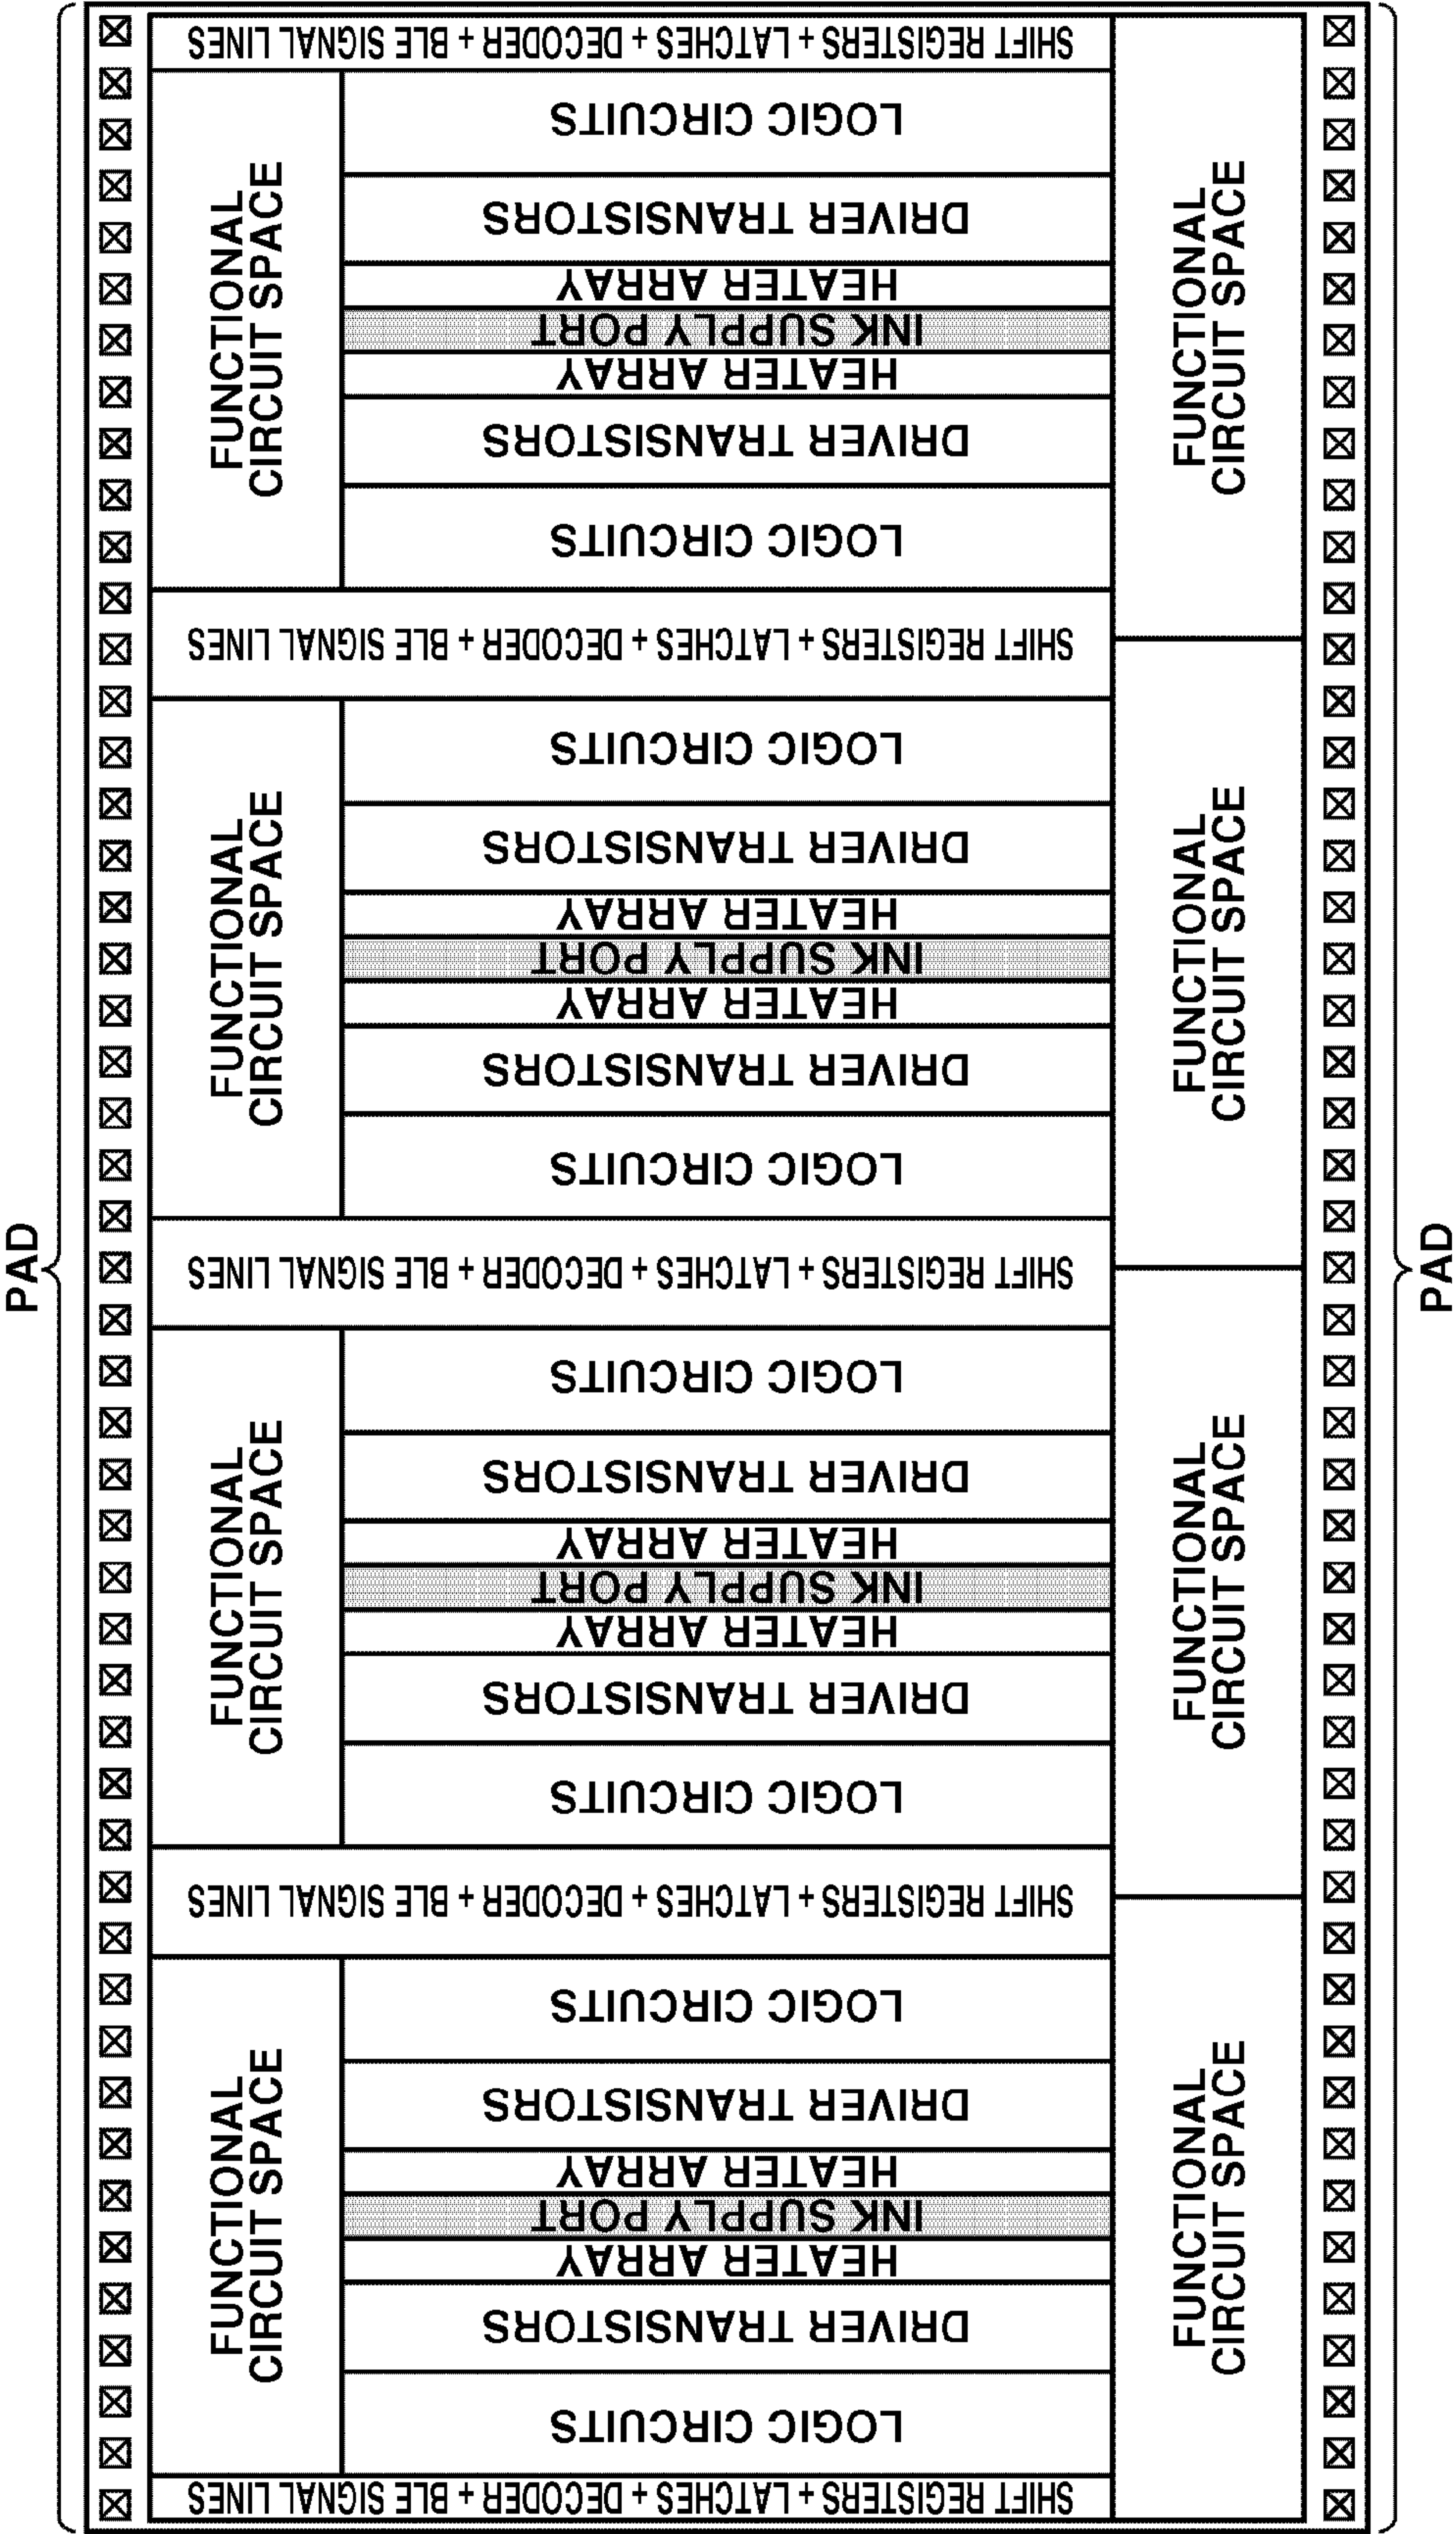 PAD
SHIFT REGISTERS + LATCHES + DECODER + BLE SIGNAL LINES
FUNCTIONAL
CIRCUIT SPACE
LOGIC CIRCUITS
DRIVER TRANSISTORS
HEATER ARRAY
INK SUPPLY PORT
HEATER ARRAY
DRIVER TRANSISTORS
LOGIC CIRCUITS
FUNCTIONAL
CIRCUIT SPACE
SHIFT REGISTERS + LATCHES + DECODER + BLE SIGNAL LINES
FUNCTIONAL
CIRCUIT SPACE
LOGIC CIRCUITS
DRIVER TRANSISTORS
HEATER ARRAY
INK SUPPLY PORT
HEATER ARRAY
DRIVER TRANSISTORS
LOGIC CIRCUITS
FUNCTIONAL
CIRCUIT SPACE
SHIFT REGISTERS + LATCHES + DECODER + BLE SIGNAL LINES
FUNCTIONAL
CIRCUIT SPACE
LOGIC CIRCUITS
DRIVER TRANSISTORS
HEATER ARRAY
INK SUPPLY PORT
HEATER ARRAY
DRIVER TRANSISTORS
LOGIC CIRCUITS
FUNCTIONAL
CIRCUIT SPACE
SHIFT REGISTERS + LATCHES + DECODER + BLE SIGNAL LINES
FUNCTIONAL
CIRCUIT SPACE
LOGIC CIRCUITS
DRIVER TRANSISTORS
HEATER ARRAY
INK SUPPLY PORT
HEATER ARRAY
DRIVER TRANSISTORS
LOGIC CIRCUITS
FUNCTIONAL
CIRCUIT SPACE
SHIFT REGISTERS + LATCHES + DECODER + BLE SIGNAL LINES
PAD